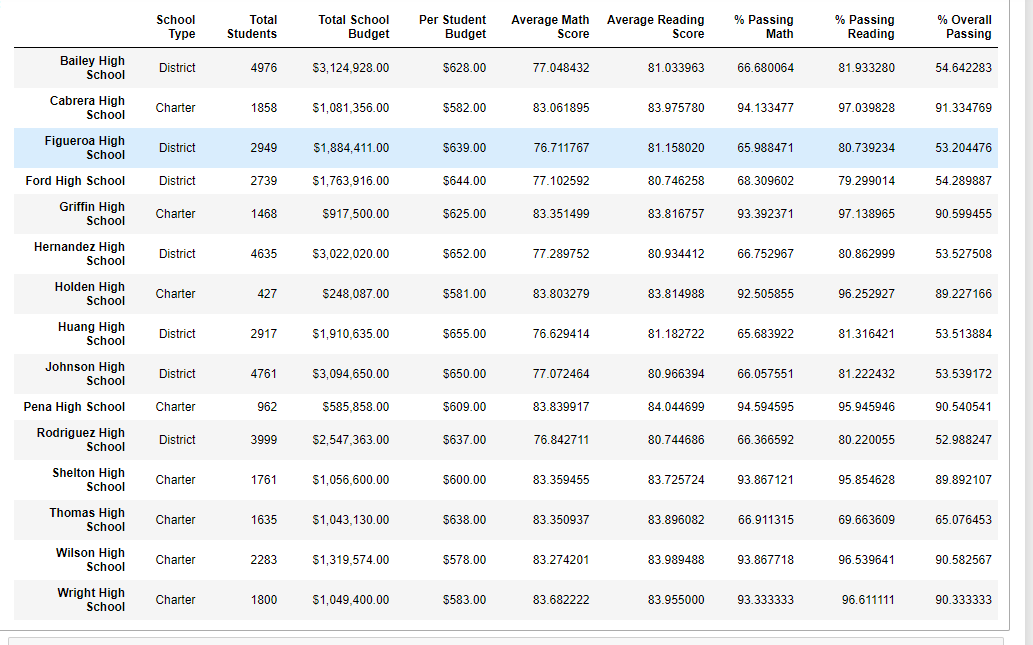 School Type Total Students Total School Budget Per Student Budget Average Math Score Average Reading Score % Passing Math % Passing Reading % Overall Passing
Bailey High School District 4976 $3,124,928.00 $628.00 77.048432 81.033963 66.680064 81.933280 54.642283
Cabrera High School Charter 1858 $1,081,356.00 $582.00 83.061895 83.975780 94.133477 97.039828 91.334769
Figueroa High School District 2949 $1,884,411.00 $639.00 76.711767 81.158020 65.988471 80.739234 53.204476
Ford High School District 2739 $1,763,916.00 $644.00 77.102592 80.746258 68.309602 79.299014 54.289887
Griffin High School Charter 1468 $917,500.00 $625.00 83.351499 83.816757 93.392371 97.138965 90.599455
Hernandez High School District 4635 $3,022,020.00 $652.00 77.289752 80.934412 66.752967 80.862999 53.527508
Holden High School Charter 427 $248,087.00 $581.00 83.803279 83.814988 92.505855 96.252927 89.227166
Huang High School District 2917 $1,910,635.00 $655.00 76.629414 81.182722 65.683922 81.316421 53.513884
Johnson High School District 4761 $3,094,650.00 $650.00 77.072464 80.966394 66.057551 81.222432 53.539172
Pena High School Charter 962 $585,858.00 $609.00 83.839917 84.044699 94.594595 95.945946 90.540541
Rodriguez High School District 3999 $2,547,363.00 $637.00 76.842711 80.744686 66.366592 80.220055 52.988247
Shelton High School Charter 1761 $1,056,600.00 $600.00 83.359455 83.725724 93.867121 95.854628 89.892107
Thomas High School Charter 1635 $1,043,130.00 $638.00 83.350937 83.896082 66.911315 69.663609 65.076453
Wilson High School Charter 2283 $1,319,574.00 $578.00 83.274201 83.989488 93.867718 96.539641 90.582567
Wright High School Charter 1800 $1,049,400.00 $583.00 83.682222 83.955000 93.333333 96.611111 90.333333